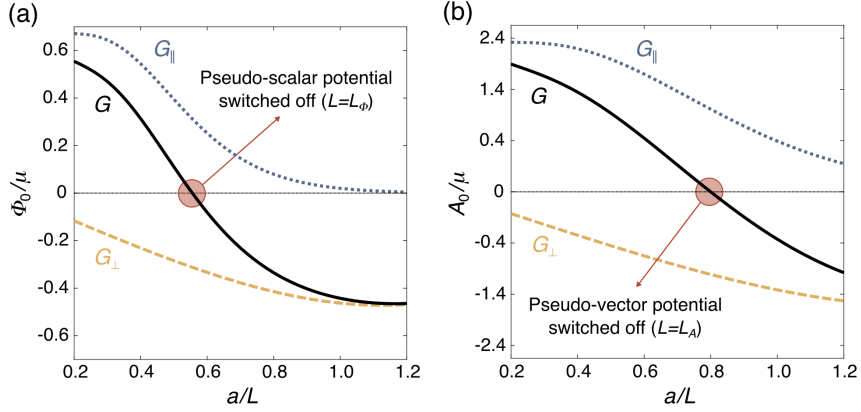 (a)
Φ₀/μ
0.6
0.4
0.2
0
-0.2
-0.4
-0.6
G∥
G
Pseudo-scalar potential
switched off (L=L_Φ)
G⊥
0.2 0.4 0.6 0.8 1.0 1.2
a/L
(b)
A₀/μ
2.4
1.4
0.4
0
-0.4
-1.4
-2.4
G∥
G
G⊥
Pseudo-vector potential
switched off (L=L_A)
0.2 0.4 0.6 0.8 1.0 1.2
a/L